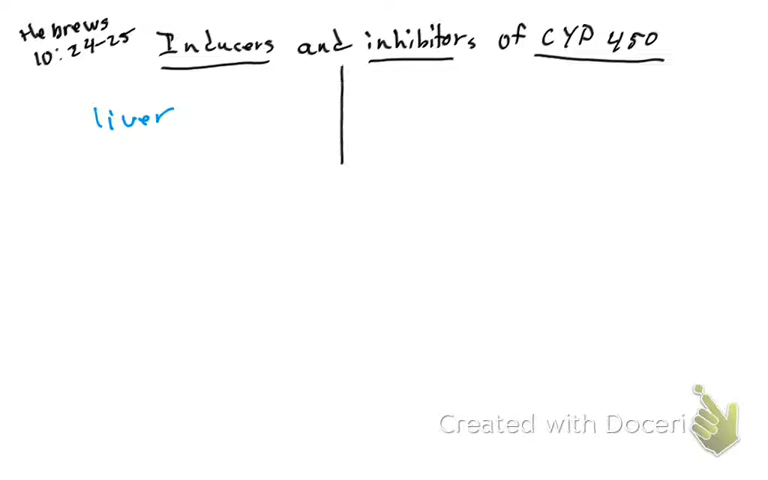 Hebrews
10:24-25
Inducers and inhibitors of CYP 450
liver
Created with Doceri